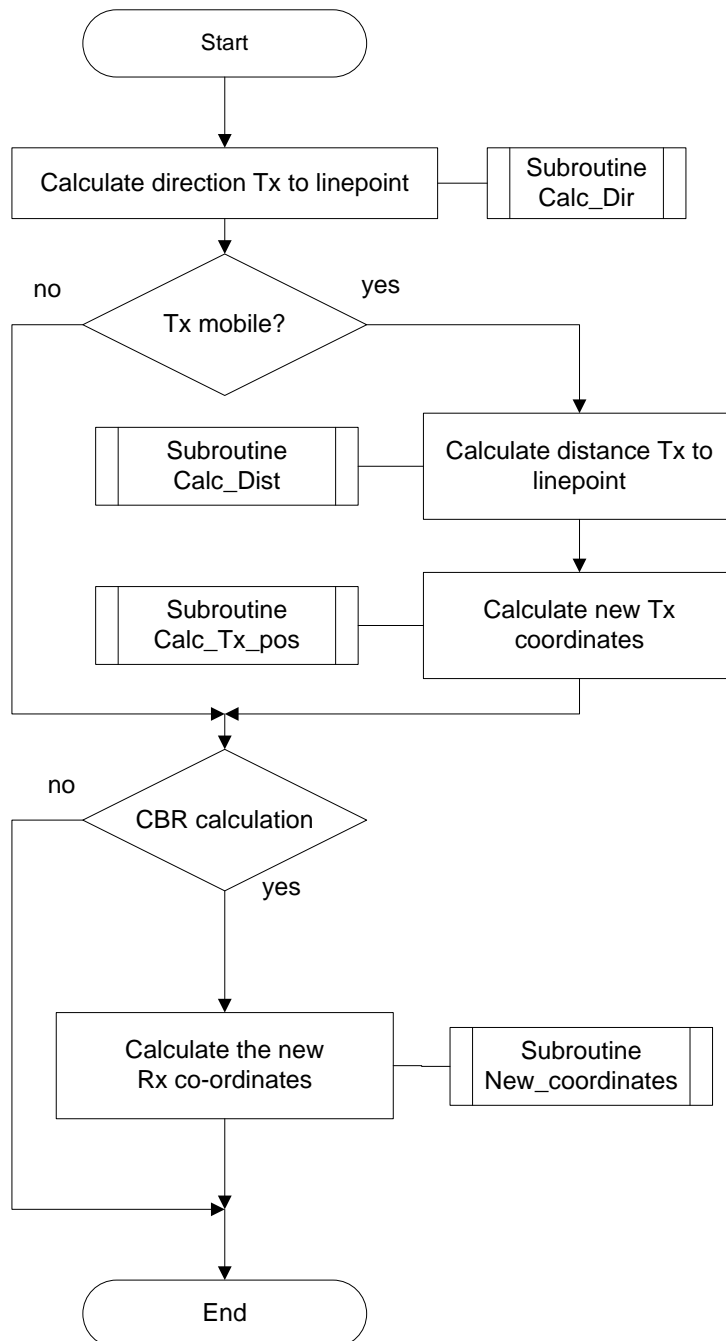 Start
Calculate direction Tx to linepoint
Subroutine
Calc_Dir
no
yes
Tx mobile?
Subroutine
Calc_Dist
Calculate distance Tx to
linepoint
Subroutine
Calc_Tx_pos
Calculate new Tx
coordinates
no
CBR calculation
yes
Calculate the new
Rx co-ordinates
Subroutine
New_coordinates
End